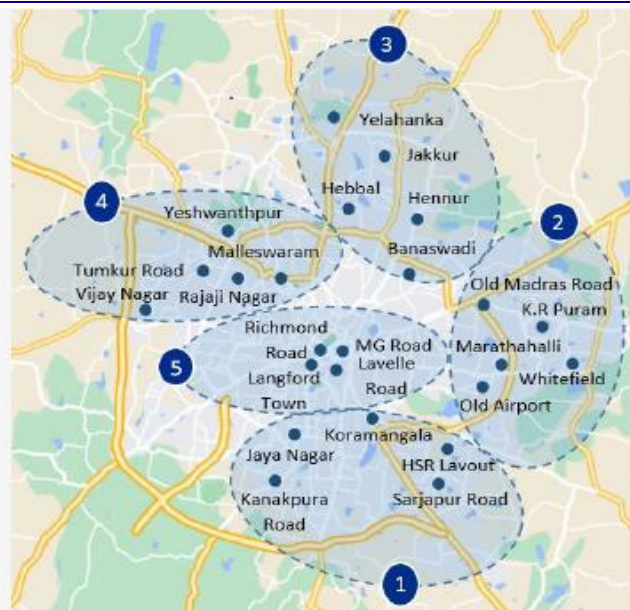 3
Yelahanka
Jakkur
Hebbal
Hennur
Banaswadi
4
Yeshwanthpur
Malleswaram
Tumkur Road
Vijay Nagar
Rajaji Nagar
2
Old Madras Road
K.R Puram
Marathahalli
Whitefield
Old Airport
5
Richmond
Road
MG Road
Langford
Town
Lavelle
Road
Koramangala
Jaya Nagar
HSR Lavout
Kanakpura
Road
Sarjapur Road
1